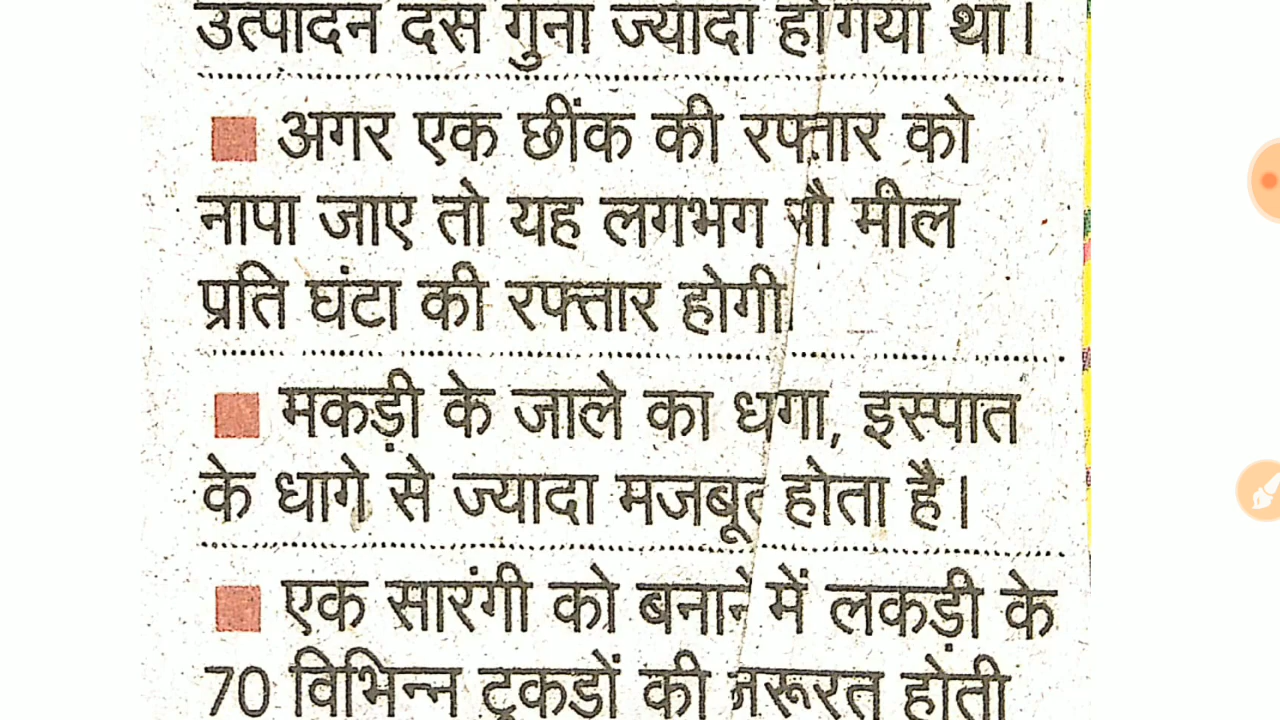 उत्पादन दस गुना ज्यादा हो गया था।
अगर एक छींक की रफ्तार को
नापा जाए तो यह लगभग सौ मील
प्रति घंटा की रफ्तार होगी
मकड़ी के जाले का धागा, इस्पात
के धागे से ज्यादा मजबूत होता है।
एक सारंगी को बनाने में लकड़ी के
70 विभिन्न टुकडों की जरूरत होती